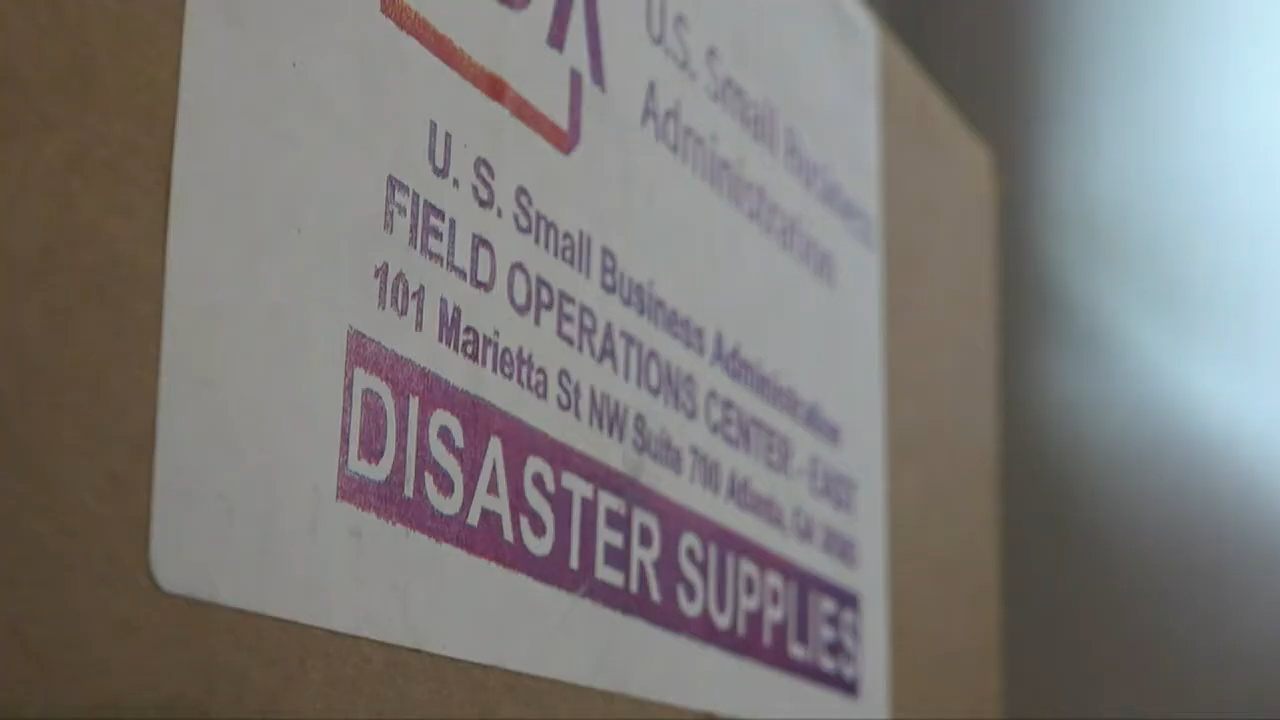 U.S. Small Business
Administration
U. S. Small Business Administration
FIELD OPERATIONS CENTER - EAST
101 Marietta St NW Suite 700 Atlanta, GA
DISASTER SUPPLIES